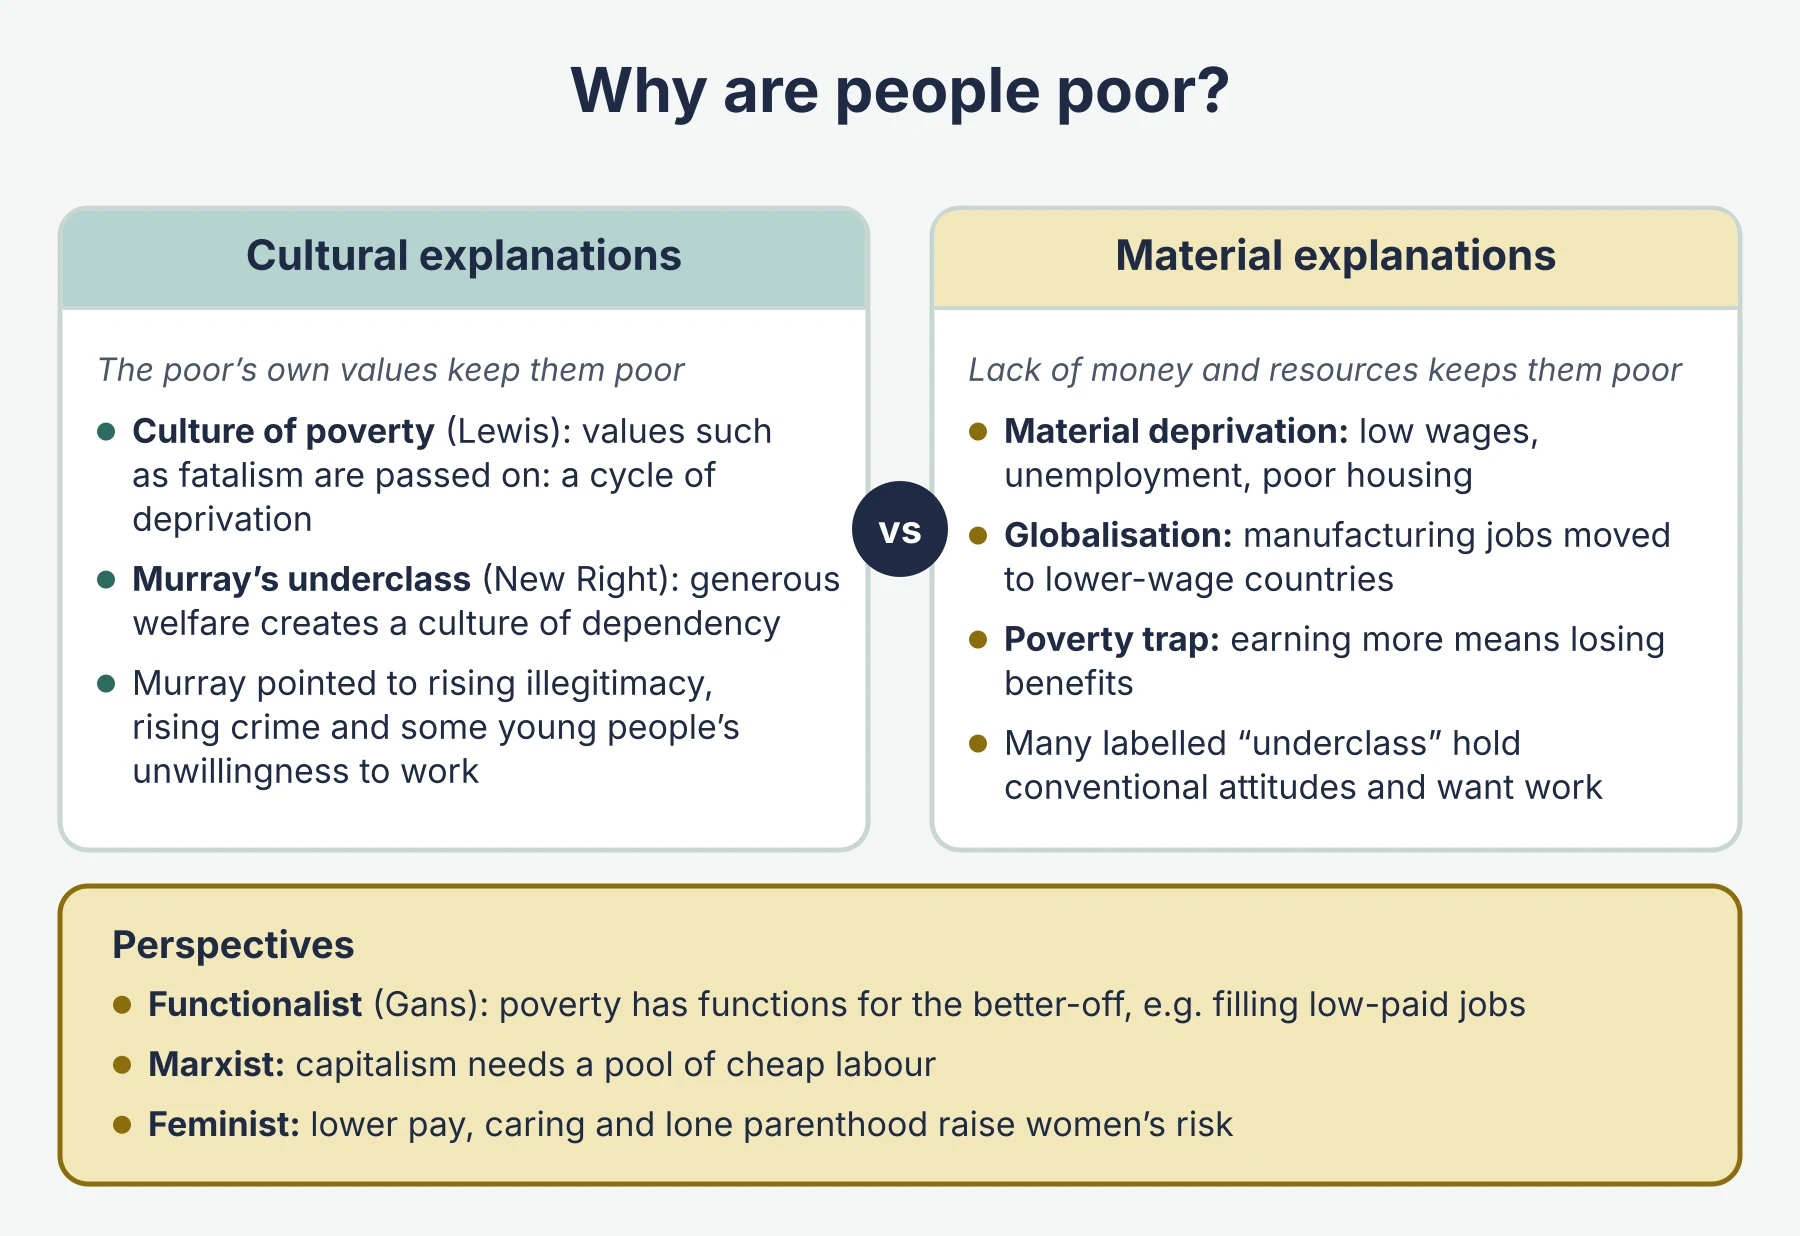 Why are people poor?
Cultural explanations
The poor’s own values keep them poor
Culture of poverty (Lewis): values such
as fatalism are passed on: a cycle of
deprivation
Murray’s underclass (New Right): generous
welfare creates a culture of dependency
Murray pointed to rising illegitimacy,
rising crime and some young people’s
unwillingness to work
vs
Material explanations
Lack of money and resources keeps them poor
Material deprivation: low wages,
unemployment, poor housing
Globalisation: manufacturing jobs moved
to lower-wage countries
Poverty trap: earning more means losing
benefits
Many labelled “underclass” hold
conventional attitudes and want work
Perspectives
Functionalist (Gans): poverty has functions for the better-off, e.g. filling low-paid jobs
Marxist: capitalism needs a pool of cheap labour
Feminist: lower pay, caring and lone parenthood raise women’s risk